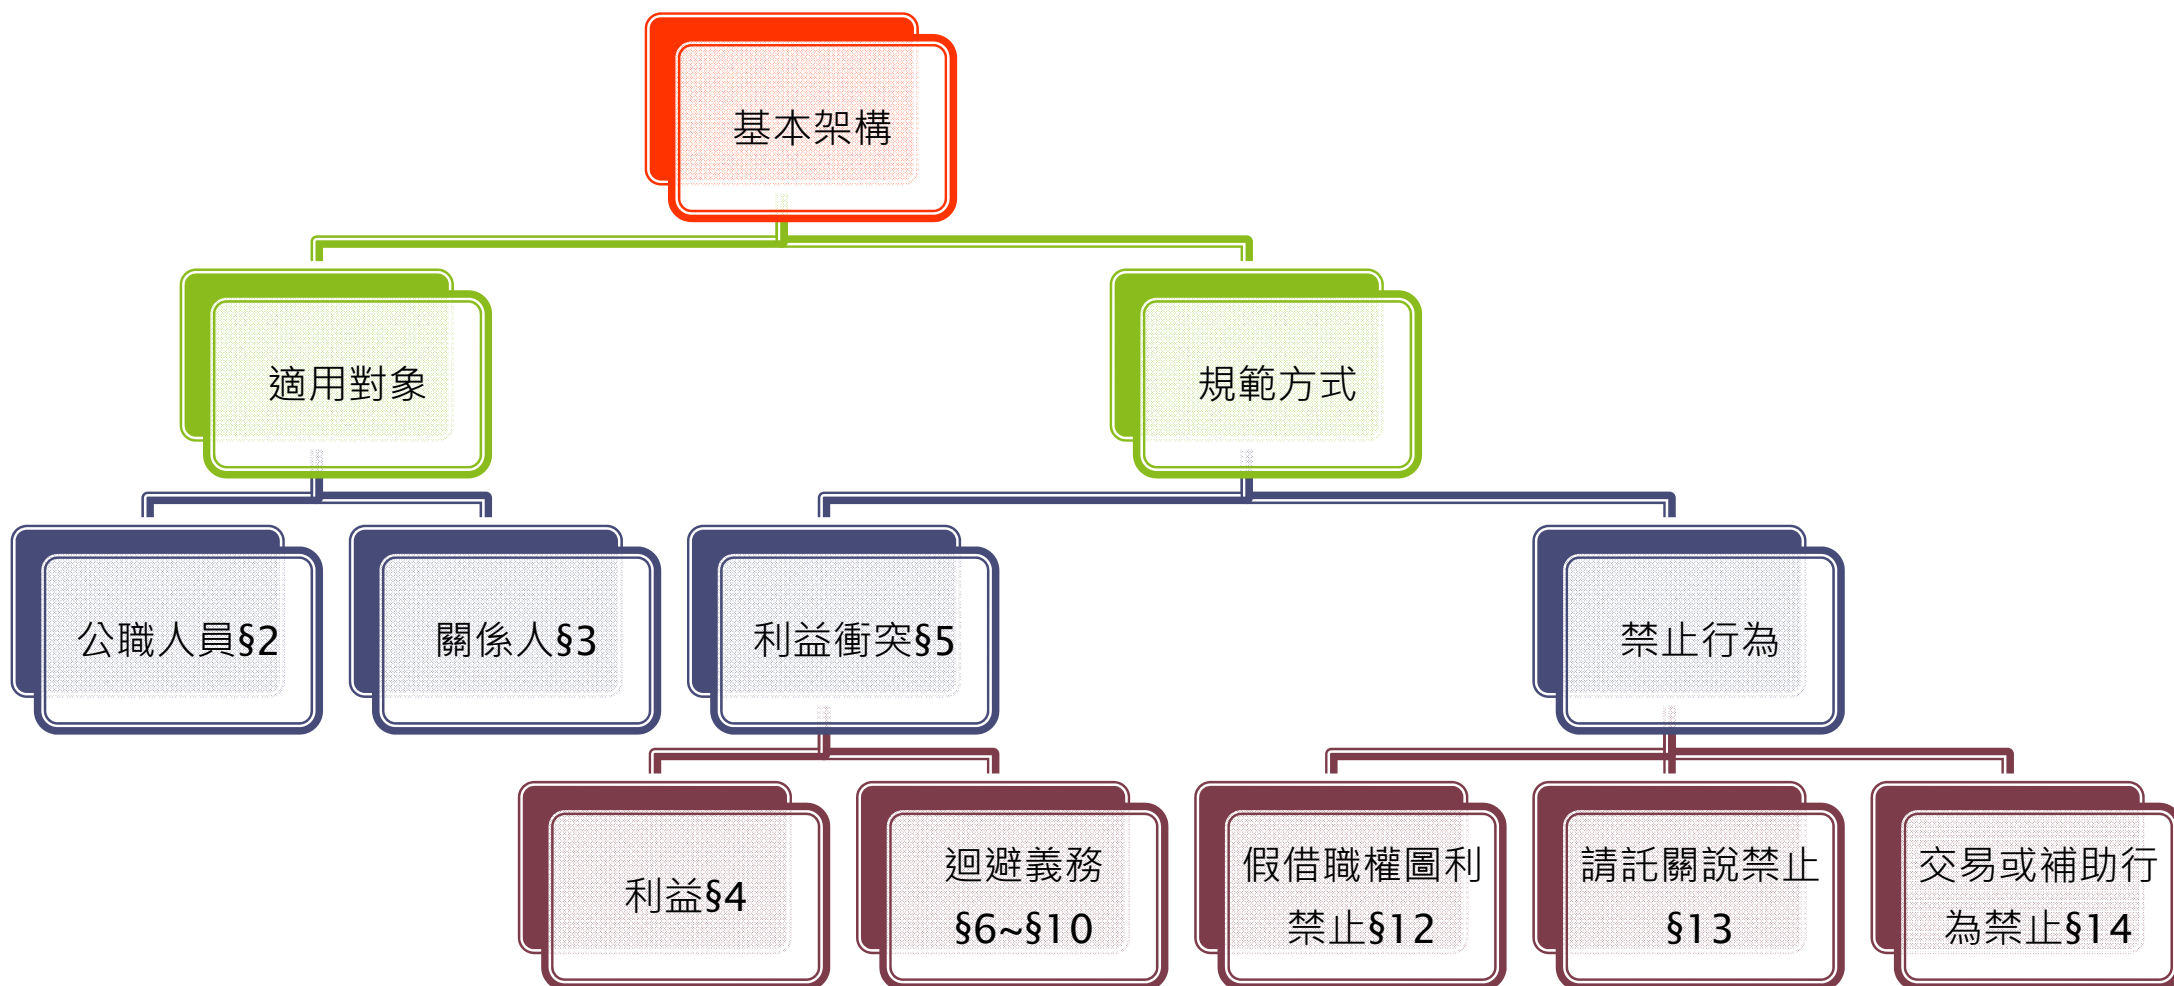 基本架構
適用對象
規範方式
公職人員§2
關係人§3
利益衝突§5
禁止行為
利益§4
迴避義務
§6~§10
假借職權圖利
禁止§12
請託關說禁止
§13
交易或補助行
為禁止§14